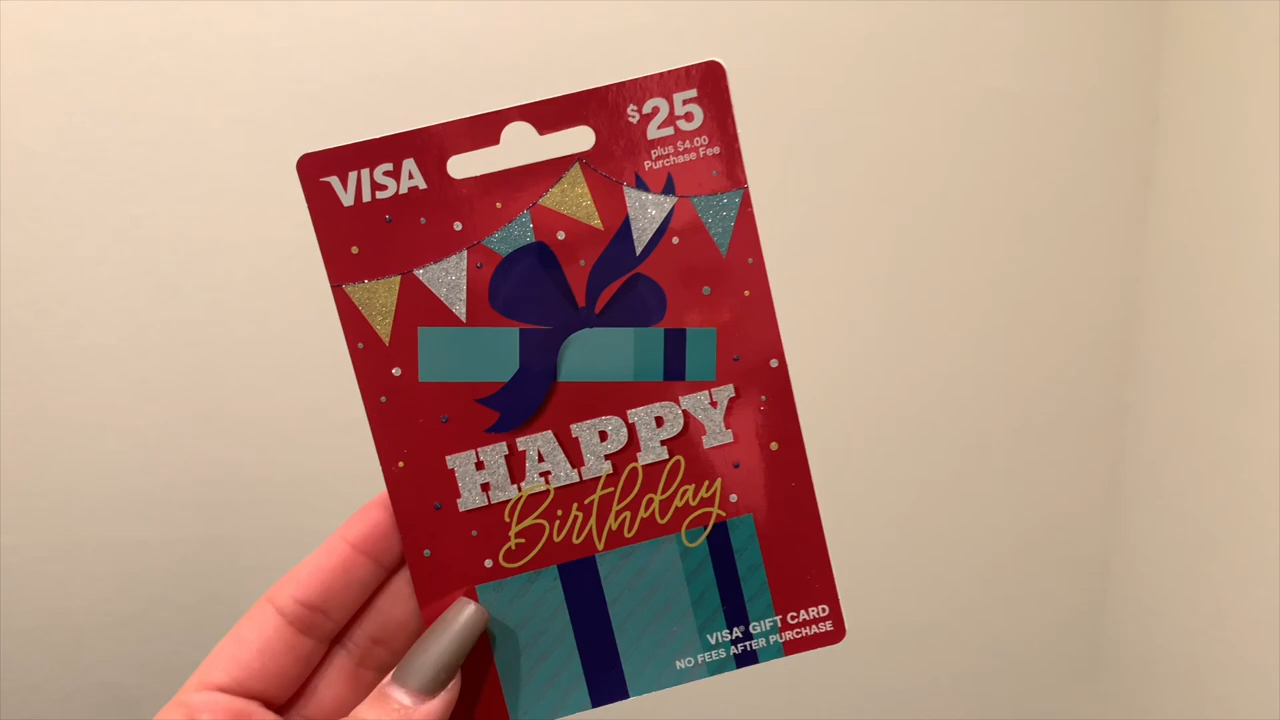 VISA
$25
plus $4.00
Purchase Fee
HAPPY
Birthday
VISA® GIFT CARD
NO FEES AFTER PURCHASE